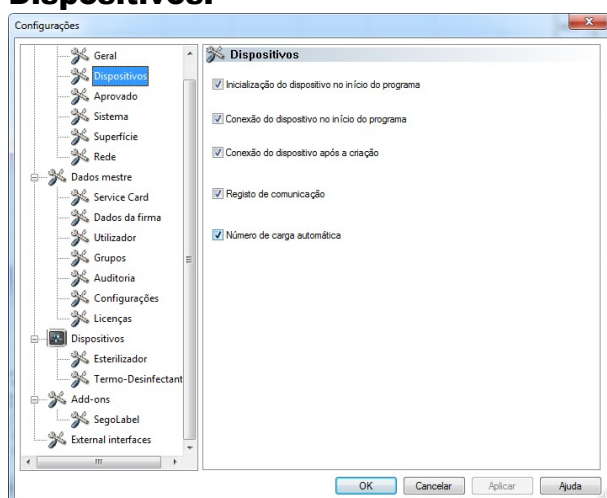 Dispositivos.
Configurações
Geral
Dispositivos
Aprovado
Sistema
Superfície
Rede
Dados mestre
Service Card
Dados da firma
Utilizador
Grupos
Auditoria
Configurações
Licenças
Dispositivos
Esterilizador
Termo-Desinfectant
Add-ons
SegoLabel
External interfaces
Dispositivos
Inicialização do dispositivo no início do programa
Conexão do dispositivo no início do programa
Conexão do dispositivo após a criação
Registo de comunicação
Número de carga automática
OK
Cancelar
Aplicar
Ajuda